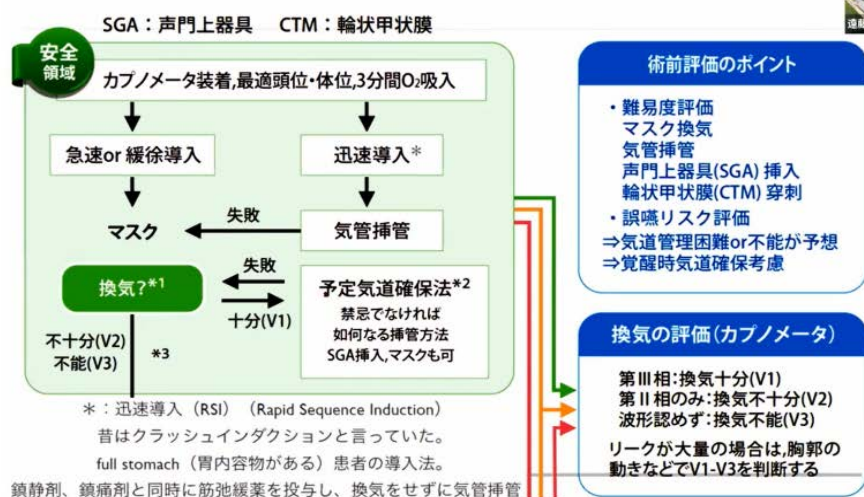 SGA：声門上器具　CTM：輪状甲状膜
安全
領域
カプノメータ装着,最適頭位・体位,3分間O₂吸入
急速or 緩徐導入
迅速導入*
マスク
失敗
気管挿管
換気?*1
失敗
十分(V1)
予定気道確保法*2
禁忌でなければ
如何なる挿管方法
SGA挿入,マスクも可
不十分(V2)
不能(V3)
*3
＊：迅速導入（RSI）（Rapid Sequence Induction）
昔はクラッシュインダクションと言っていた。
full stomach（胃内容物がある）患者の導入法。
鎮静剤、鎮痛剤と同時に筋弛緩薬を投与し、換気をせずに気管挿管
術前評価のポイント
・難易度評価
マスク換気
気管挿管
声門上器具(SGA) 挿入
輪状甲状膜(CTM) 穿刺
・誤嚥リスク評価
⇒気道管理困難or不能が予想
⇒覚醒時気道確保考慮
換気の評価（カプノメータ）
第Ⅲ相：換気十分(V1)
第Ⅱ相のみ：換気不十分(V2)
波形認めず：換気不能(V3)
リークが大量の場合は,胸郭の
動きなどでV1-V3を判断する